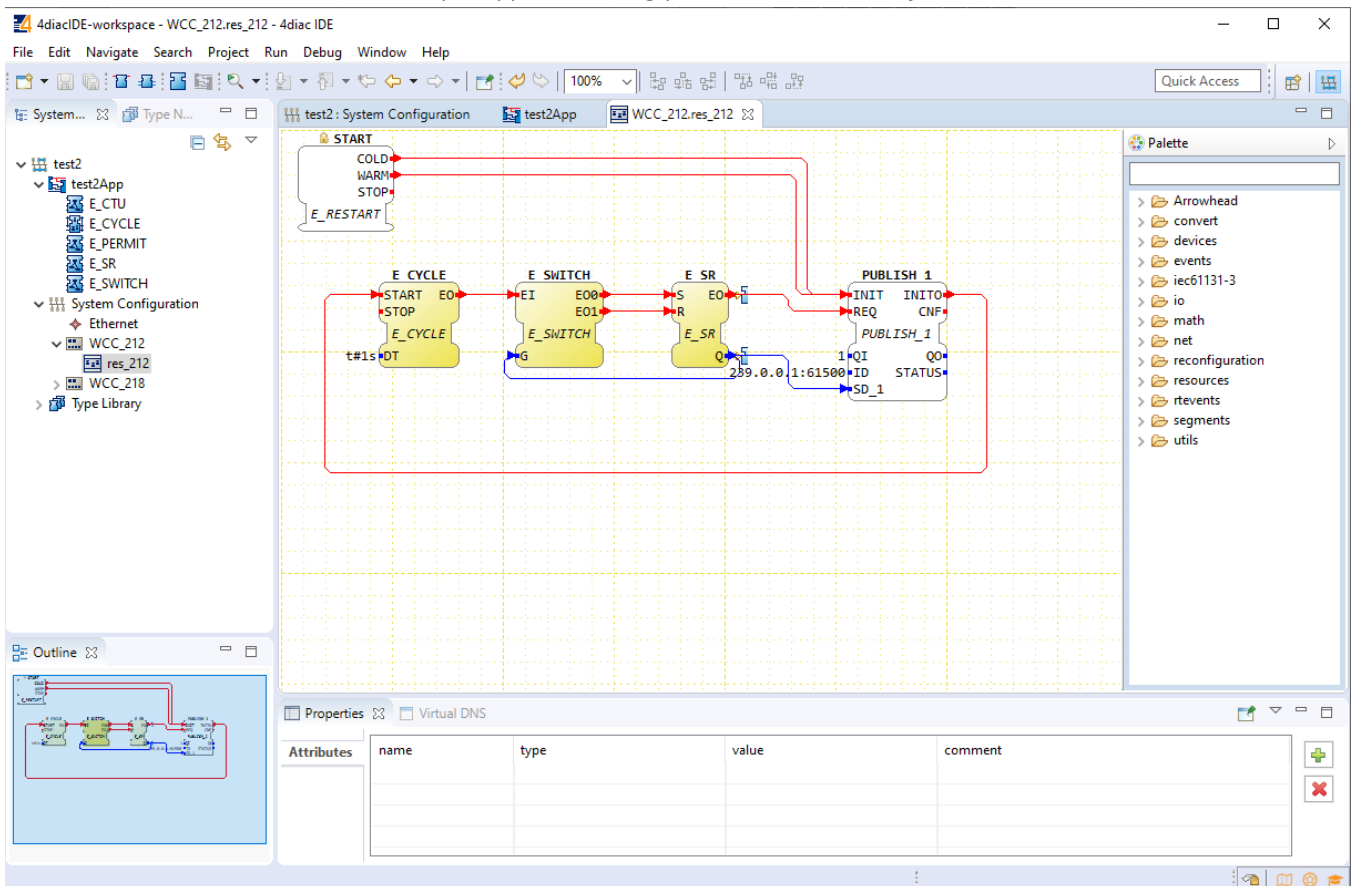 4diacIDE-workspace - WCC_212.res_212 - 4diac IDE
File Edit Navigate Search Project Run Debug Window Help
100%
Quick Access
System...
Type N...
test2 : System Configuration
test2App
WCC_212.res_212
test2
test2App
E_CTU
E_CYCLE
E_PERMIT
E_SR
E_SWITCH
System Configuration
Ethernet
WCC_212
res_212
WCC_218
Type Library
START
COLD
WARM
STOP
E_RESTART
E_CYCLE
START EO
STOP
E_CYCLE
t#1s DT
E_SWITCH
EI EO0
EO1
E_SWITCH
G
E_SR
S EO
R
E_SR
Q
PUBLISH_1
INIT INITO
REQ CNF
PUBLISH_1
1 QI QO
239.0.0.1:61500 ID STATUS
SD_1
Palette
Arrowhead
convert
devices
events
iec61131-3
io
math
net
reconfiguration
resources
rtevents
segments
utils
Outline
Properties
Virtual DNS
Attributes
name type value comment